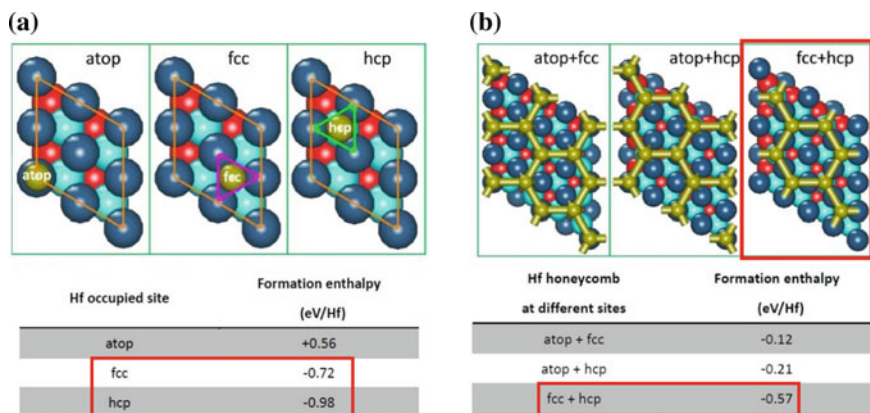 (a)
atop
fcc
hcp
atop
fcc
hcp
Hf occupied site
Formation enthalpy
(eV/Hf)
atop
+0.56
fcc
-0.72
hcp
-0.98
(b)
atop+fcc
atop+hcp
fcc+hcp
Hf honeycomb
at different sites
Formation enthalpy
(eV/Hf)
atop + fcc
-0.12
atop + hcp
-0.21
fcc + hcp
-0.57